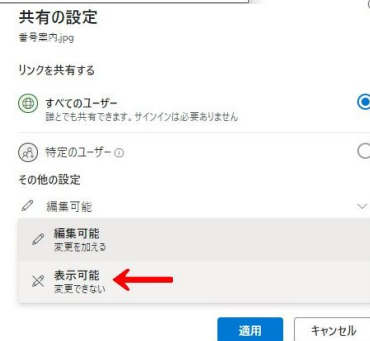 共有の設定
番号案内.jpg
リンクを共有する
すべてのユーザー
誰とでも共有できます。サインインは必要ありません
特定のユーザー
その他の設定
編集可能
編集可能
変更を加える
表示可能
変更できない
適用
キャンセル